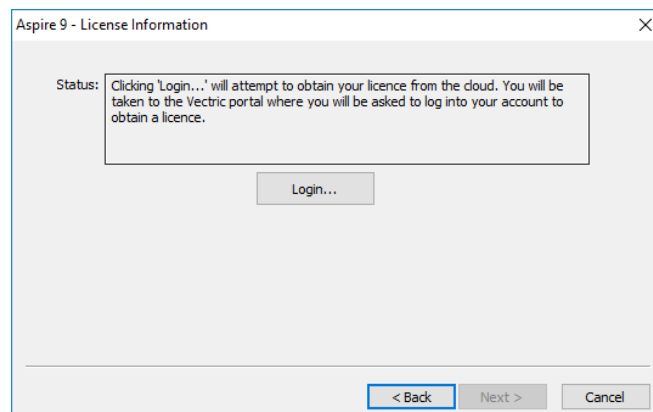 Aspire 9 - License Information
Status: Clicking 'Login...' will attempt to obtain your licence from the cloud. You will be
taken to the Vectric portal where you will be asked to log into your account to
obtain a licence.
Login...
< Back Next > Cancel